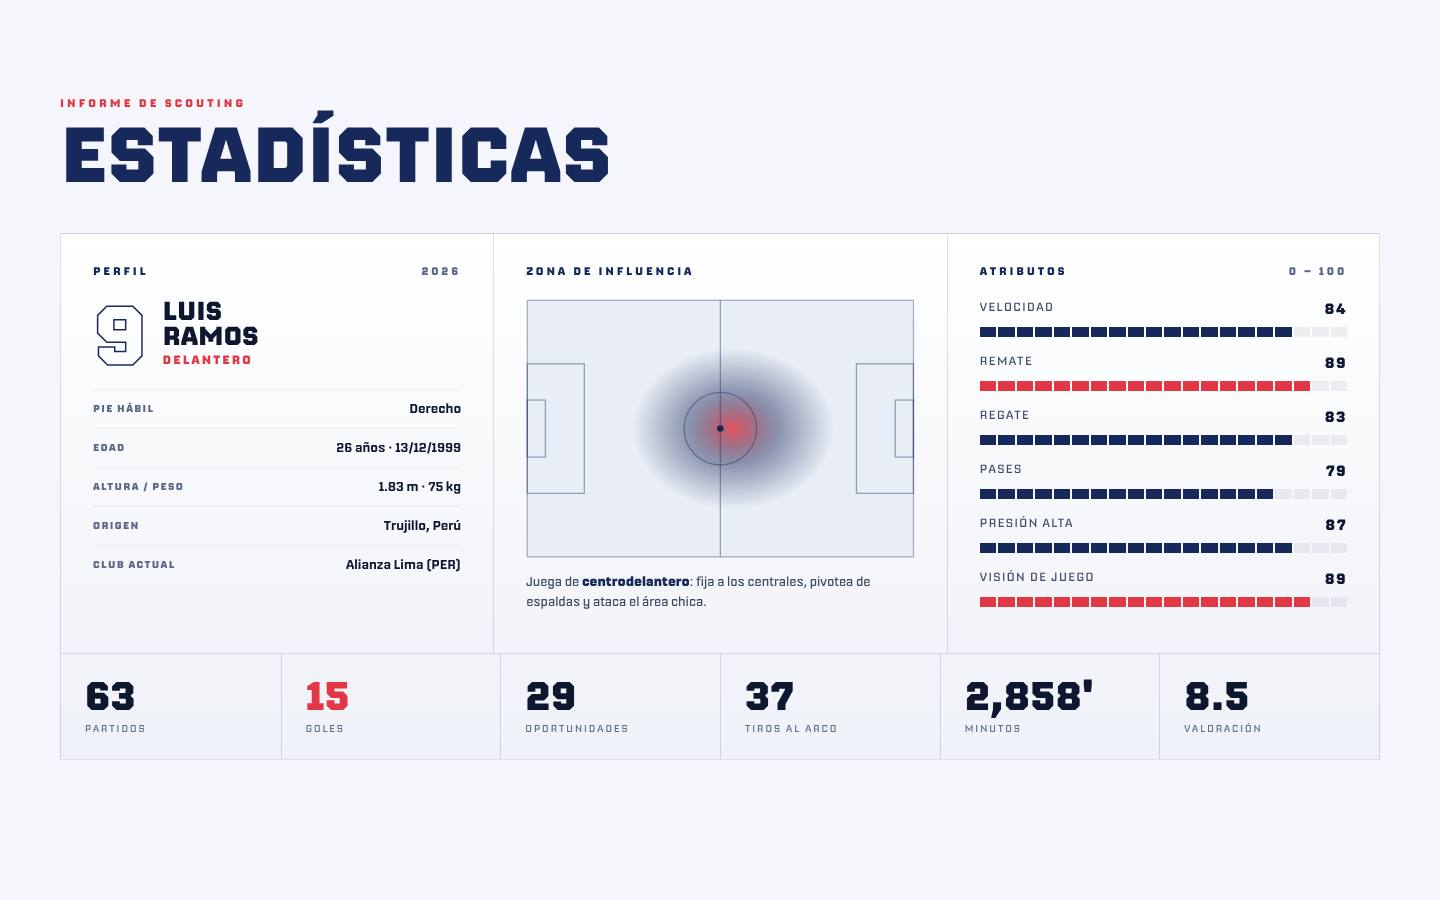 INFORME DE SCOUTING
ESTADÍSTICAS
PERFIL 2026
9
LUIS
RAMOS
DELANTERO
PIE HÁBIL Derecho
EDAD 26 años · 13/12/1999
ALTURA / PESO 1.83 m · 75 kg
ORIGEN Trujillo, Perú
CLUB ACTUAL Alianza Lima (PER)
ZONA DE INFLUENCIA
Juega de centrodelantero: fija a los centrales, pivotea de
espaldas y ataca el área chica.
ATRIBUTOS 0 – 100
VELOCIDAD 84
REMATE 89
REGATE 83
PASES 79
PRESIÓN ALTA 87
VISIÓN DE JUEGO 89
63
PARTIDOS
15
GOLES
29
OPORTUNIDADES
37
TIROS AL ARCO
2,858'
MINUTOS
8.5
VALORACIÓN